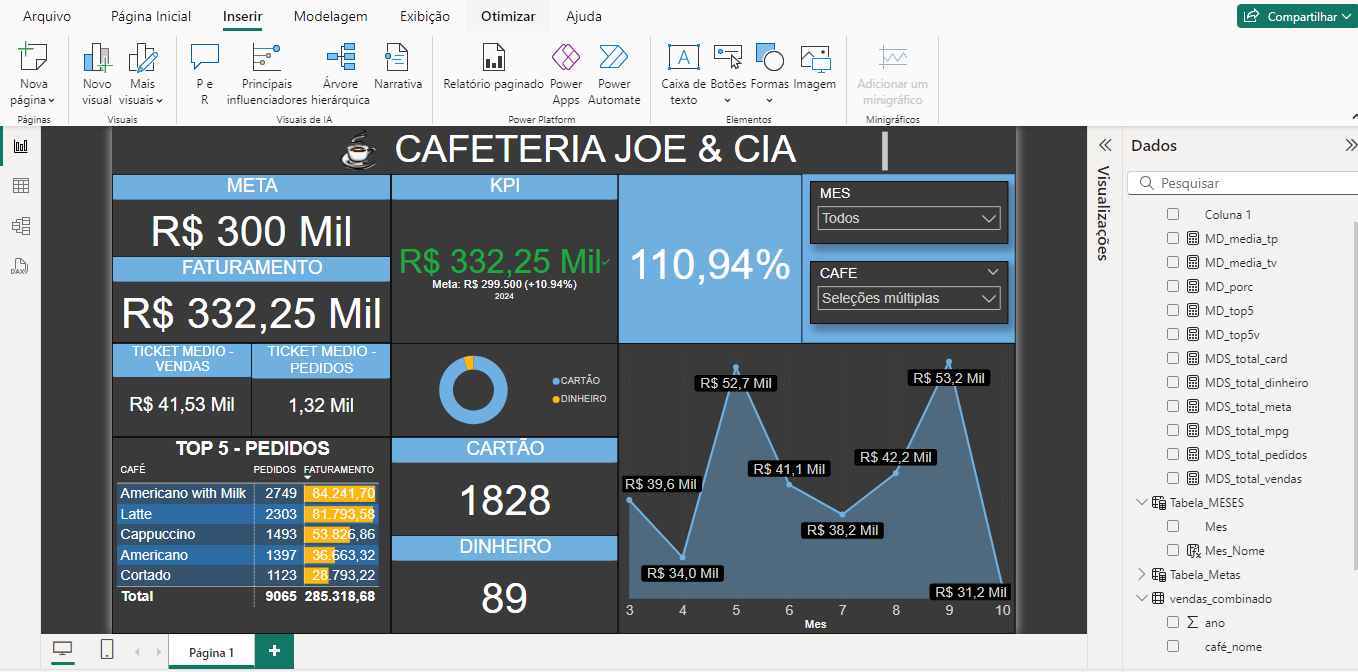 Arquivo
Página Inicial
Inserir
Modelagem
Exibição
Otimizar
Ajuda
Compartilhar
Nova página
Novo visual
Mais visuais
P e R
Principais influenciadores
Árvore hierárquica
Narrativa
Relatório paginado
Power Apps
Power Automate
Caixa de texto
Botões
Formas
Imagem
Adicionar um minigráfico
Páginas
Visuais
Visuais de IA
Power Platform
Elementos
Minigráficos
CAFETERIA JOE & CIA
META
R$ 300 Mil
FATURAMENTO
R$ 332,25 Mil
KPI
R$ 332,25 Mil
Meta: R$ 299.500 (+10.94%)
2024
110,94%
MES
Todos
CAFE
Seleções múltiplas
TICKET MEDIO -
VENDAS
R$ 41,53 Mil
TICKET MEDIO -
PEDIDOS
1,32 Mil
CARTÃO
DINHEIRO
TOP 5 - PEDIDOS
CAFÉ PEDIDOS FATURAMENTO
Americano with Milk 2749 84.241,70
Latte 2303 81.793,58
Cappuccino 1493 53.826,86
Americano 1397 36.663,32
Cortado 1123 28.793,22
Total 9065 285.318,68
CARTÃO
1828
DINHEIRO
89
R$ 39,6 Mil
R$ 34,0 Mil
R$ 52,7 Mil
R$ 41,1 Mil
R$ 38,2 Mil
R$ 42,2 Mil
R$ 53,2 Mil
R$ 31,2 Mil
3 4 5 6 7 8 9 10
Mes
Página 1
Visualizações
Dados
Pesquisar
Coluna 1
MD_media_tp
MD_media_tv
MD_porc
MD_top5
MD_top5v
MDS_total_card
MDS_total_dinheiro
MDS_total_meta
MDS_total_mpg
MDS_total_pedidos
MDS_total_vendas
Tabela_MESES
Mes
Mes_Nome
Tabela_Metas
vendas_combinado
ano
café_nome